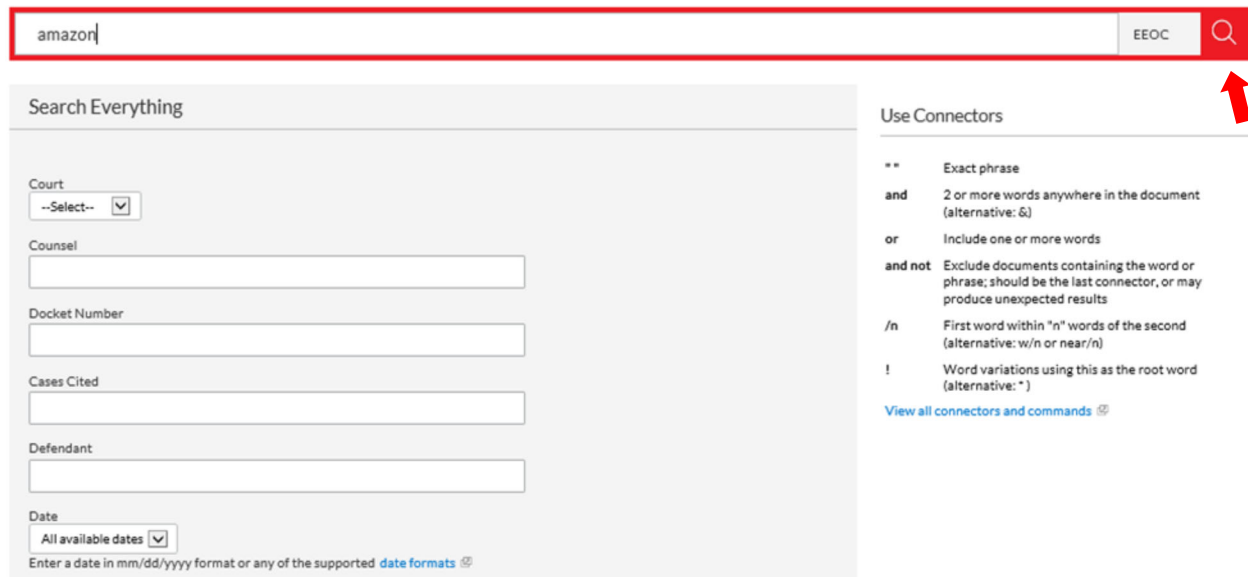 amazon
EEOC
Search Everything
Court
--Select--
Counsel
Docket Number
Cases Cited
Defendant
Date
All available dates
Enter a date in mm/dd/yyyy format or any of the supported date formats
Use Connectors
" " Exact phrase
and 2 or more words anywhere in the document
(alternative: &)
or Include one or more words
and not Exclude documents containing the word or
phrase; should be the last connector, or may
produce unexpected results
/n First word within "n" words of the second
(alternative: w/n or near/n)
! Word variations using this as the root word
(alternative: * )
View all connectors and commands